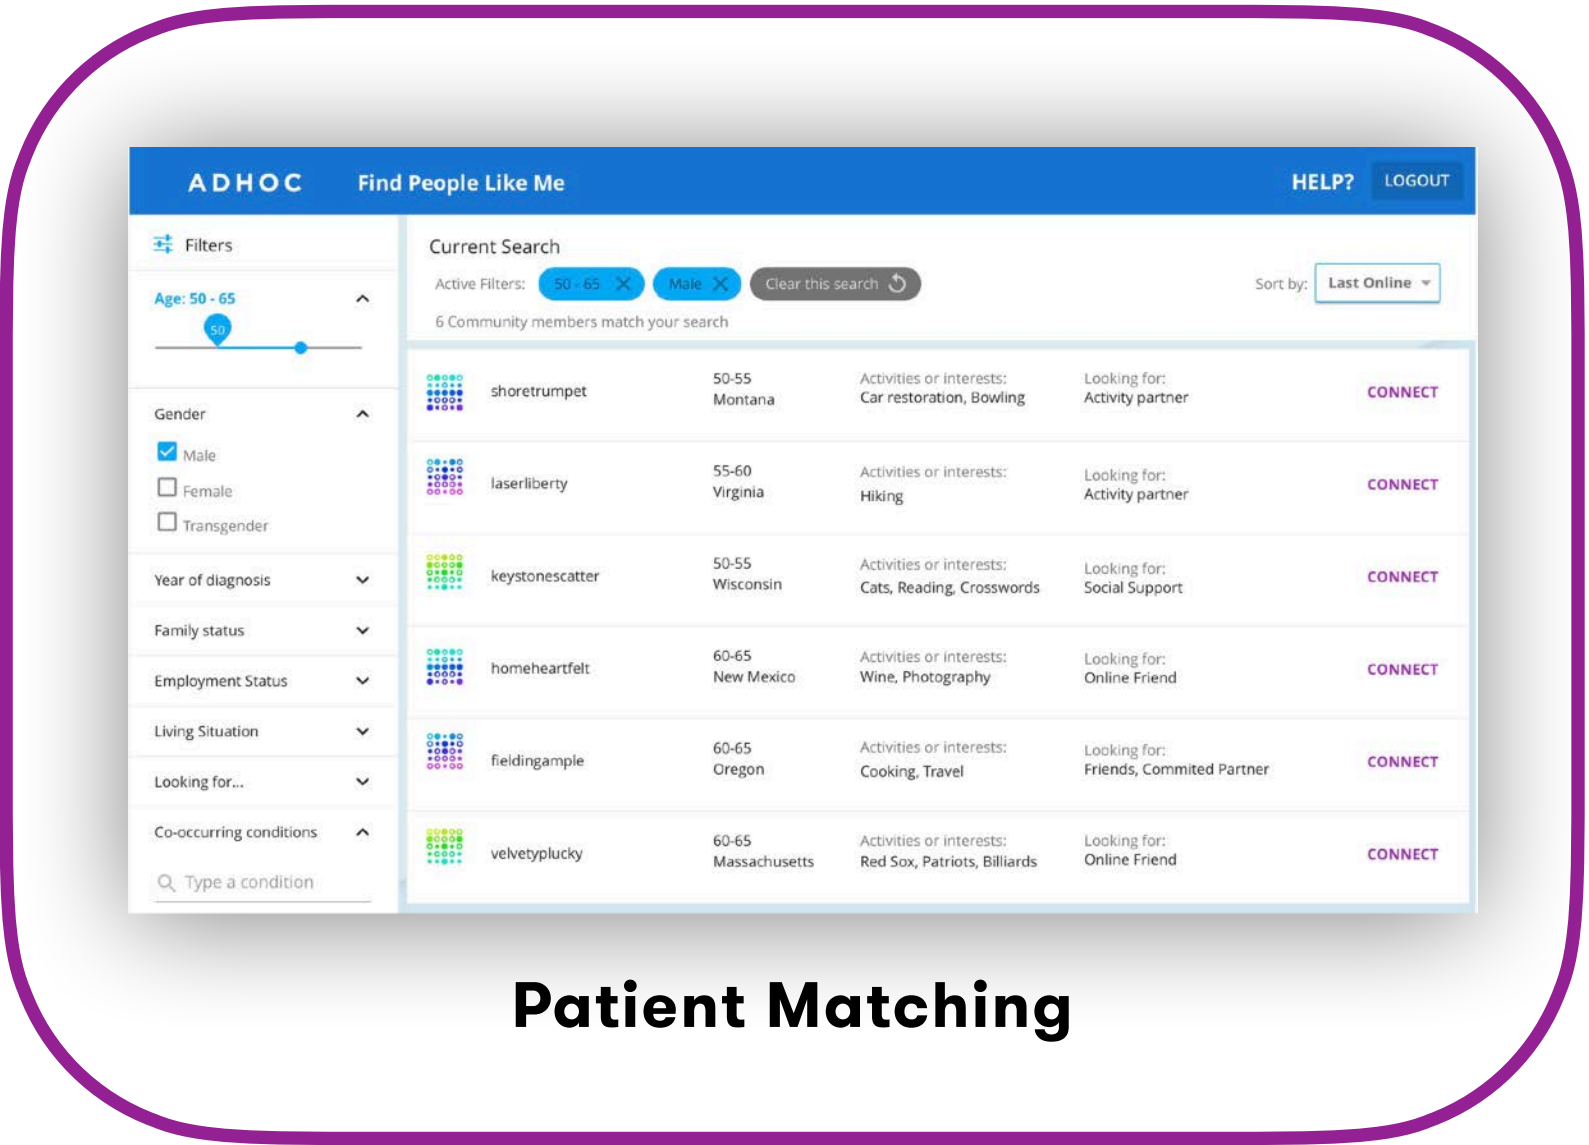 ADHOC Find People Like Me HELP? LOGOUT
Filters
Age: 50 - 65
50
Gender
Male
Female
Transgender
Year of diagnosis
Family status
Employment Status
Living Situation
Looking for...
Co-occurring conditions
Type a condition
Current Search
Active Filters: 50 - 65 Male Clear this search
Sort by: Last Online
6 Community members match your search
shoretrumpet
50-55
Montana
Activities or interests:
Car restoration, Bowling
Looking for:
Activity partner
CONNECT
laserliberty
55-60
Virginia
Activities or interests:
Hiking
Looking for:
Activity partner
CONNECT
keystonescatter
50-55
Wisconsin
Activities or interests:
Cats, Reading, Crosswords
Looking for:
Social Support
CONNECT
homeheartfelt
60-65
New Mexico
Activities or interests:
Wine, Photography
Looking for:
Online Friend
CONNECT
fieldingample
60-65
Oregon
Activities or interests:
Cooking, Travel
Looking for:
Friends, Commited Partner
CONNECT
velvetyplucky
60-65
Massachusetts
Activities or interests:
Red Sox, Patriots, Billiards
Looking for:
Online Friend
CONNECT
Patient Matching